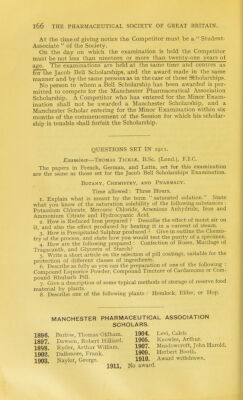 166 THE PHARMACEUTICAL SOCIETY OF GREAT BRITAIN.
At the time of giving notice the Competitor must be a "Student-
Associate" of the Society.
On the day on which the examination is held the Competitor
must be not less than nineteen or more than twenty-one years of
age. The examinations are held at the same time and centres as
for the Jacob Bell Scholarships, and the award made in the same
manner and by the same persons as in the case of those Scholarships.
No person to whom a Bell Scholarship has been awarded is per-
mitted to compete for the Manchester Pharmaceutical Association
Scholarship. A Competitor who has entered for the Minor Exam-
ination shall not be awarded a Manchester Scholarship, and a
Manchester Scholar entering for the Minor Examination within six
months of the commencement of the Session for which his scholar-
ship is tenable shall forfeit the Scholarship.
QUESTIONS SET IN 1911.
Examiner—THOMAS TICKLE, B.Sc. (Lond.), F.I.C.
The papers in French, German, and Latin, set for this examination
are the same as those set for the Jacob Bell Scholarships Examination.
BOTANY, CHEMISTRY, AND PHARMACY.
Time allowed: Three Hours.
1. Explain what is meant by the term "saturated solution." State
what you know of the saturation solubility of the following substances:
Potassium Chlorate, Mercuric Chloride, Arsenious Anhydride, Iron and
Ammonium Citrate and Hydrocyanic Acid.
2. How is Reduced Iron prepared? Describe the effect of moist air on
it, and also the effect produced by heating it in a current of steam.
3. How is Precipitated Sulphur produced? Give in outline the Chemis-
try of the process, and state how you would test the purity of a specimen.
4. How are the following prepared: Confection of Roses, Mucilage of
Tragacanth, and Glycerin of Starch?
5. Write a short article on the selection of pill coatings, suitable for the
protection of different classes of ingredients.
6. Describe as fully as you can the preparation of one of the following:
Compound Liquorice Powder, Compound Tincture of Cardamoms or Com-
pound Rhubarb Pill.
7. Give a description of some typical methods of storage of reserve food
material by plants.
8. Describe one of the following plants: Hemlock, Elder, or Hop.
MANCHESTER PHARMACEUTICAL ASSOCIATION
SCHOLARS.
1896. Barlow, Thomas Oldham.
1897. Dawson, Robert Hilliard.
1898. Ryder, Arthur William.
1902. Dallimore, Frank.
1903. Nayler, George.
1904. Levi, Caleb.
1905. Knowles, Arthur.
1907. Meadowcroft, John Harold.
1909. Herbert Booth.
1910. Award withdrawn.
1911. No award.